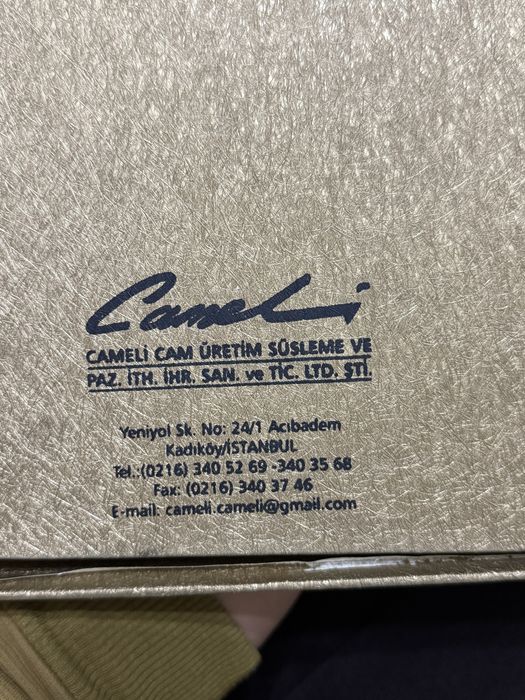 Cameli
CAMELİ CAM ÜRETİM SÜSLEME VE
PAZ. İTH. İHR. SAN. ve TİC. LTD. ŞTİ.
Yeniyol Sk. No: 24/1 Acıbadem
Kadıköy/İSTANBUL
Tel.:(0216) 340 52 69 -340 35 68
Fax: (0216) 340 37 46
E-mail: cameli.cameli@gmail.com